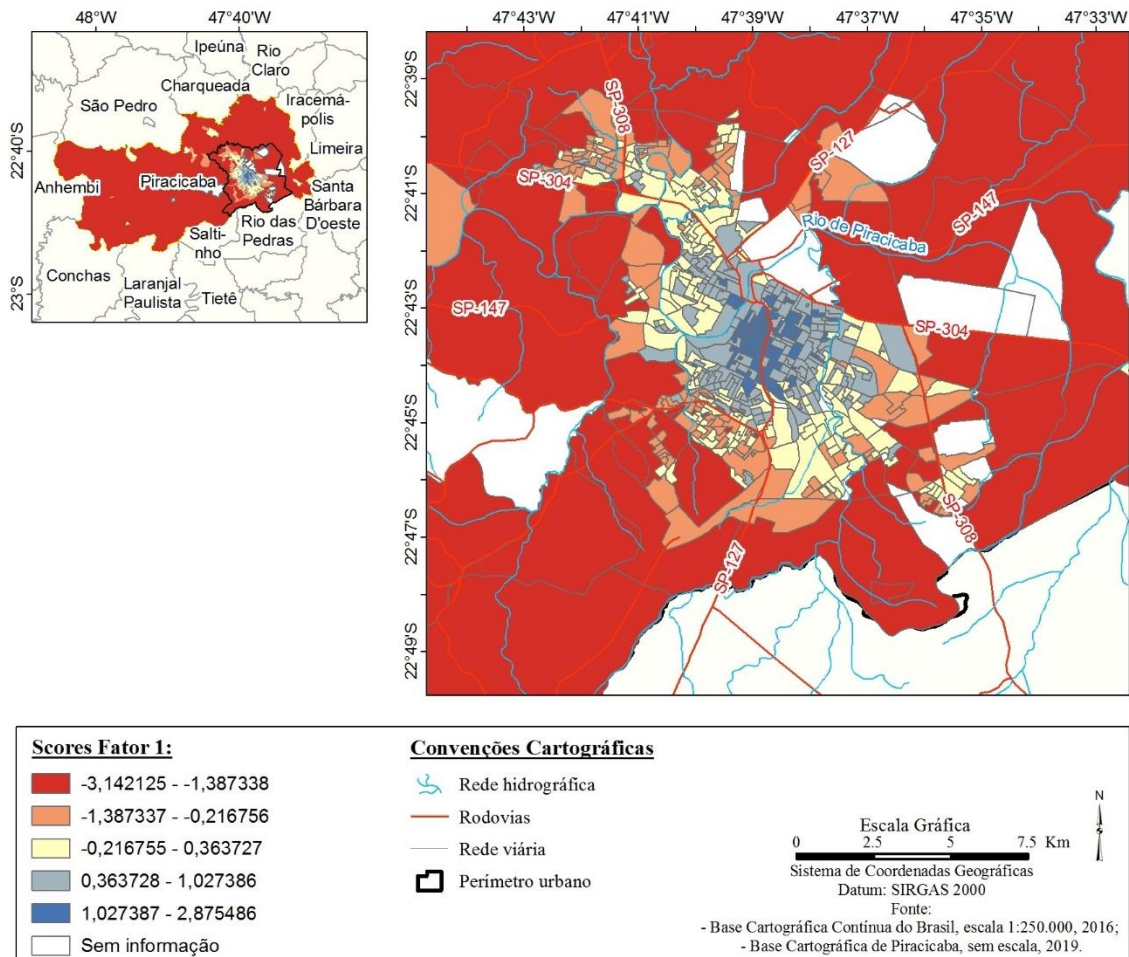 48°W
47°40'W
22°40'S
23°S
Ipeúna
Rio
Claro
Charqueada
São Pedro
Iracemá-
polis
Limeira
Anhembi
Piracicaba
Santa
Bárbara
D'oeste
Rio das
Pedras
Salti-
nho
Conchas
Laranjal
Paulista
Tietê
47°43'W
47°41'W
47°39'W
47°37'W
47°35'W
47°33'W
22°39'S
22°41'S
22°43'S
22°45'S
22°47'S
22°49'S
SP-308
SP-127
SP-304
SP-147
Rio de Piracicaba
SP-147
SP-304
SP-308
SP-127
Scores Fator 1:
-3,142125 - -1,387338
-1,387337 - -0,216756
-0,216755 - 0,363727
0,363728 - 1,027386
1,027387 - 2,875486
Sem informação
Convenções Cartográficas
Rede hidrográfica
Rodovias
Rede viária
Perímetro urbano
N
Escala Gráfica
0 2.5 5 7.5 Km
Sistema de Coordenadas Geográficas
Datum: SIRGAS 2000
Fonte:
- Base Cartográfica Contínua do Brasil, escala 1:250.000, 2016;
- Base Cartográfica de Piracicaba, sem escala, 2019.